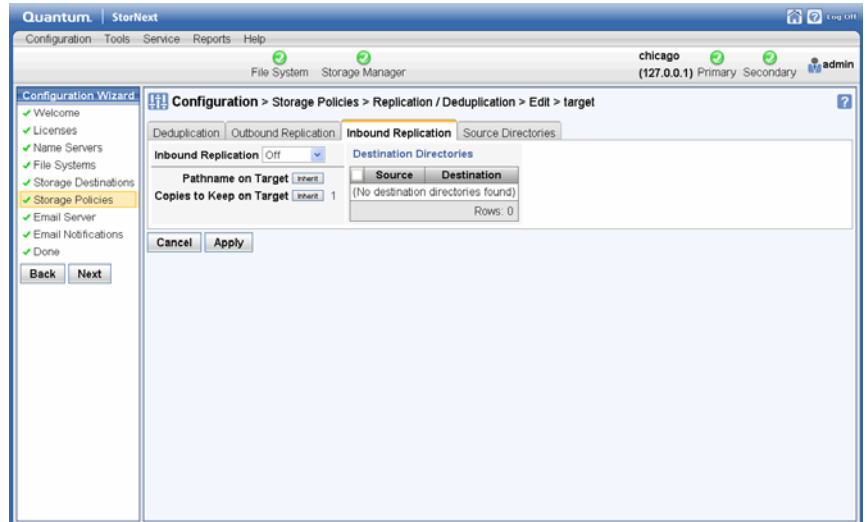 Quantum. StorNext
Log Off
Configuration Tools Service Reports Help
File System Storage Manager
chicago
(127.0.0.1) Primary Secondary
admin
Configuration Wizard
Welcome
Licenses
Name Servers
File Systems
Storage Destinations
Storage Policies
Email Server
Email Notifications
Done
Back Next
Configuration > Storage Policies > Replication / Deduplication > Edit > target
?
Deduplication Outbound Replication Inbound Replication Source Directories
Inbound Replication Off
Pathname on Target Inherit
Copies to Keep on Target Inherit 1
Destination Directories
Source Destination
(No destination directories found)
Rows: 0
Cancel Apply